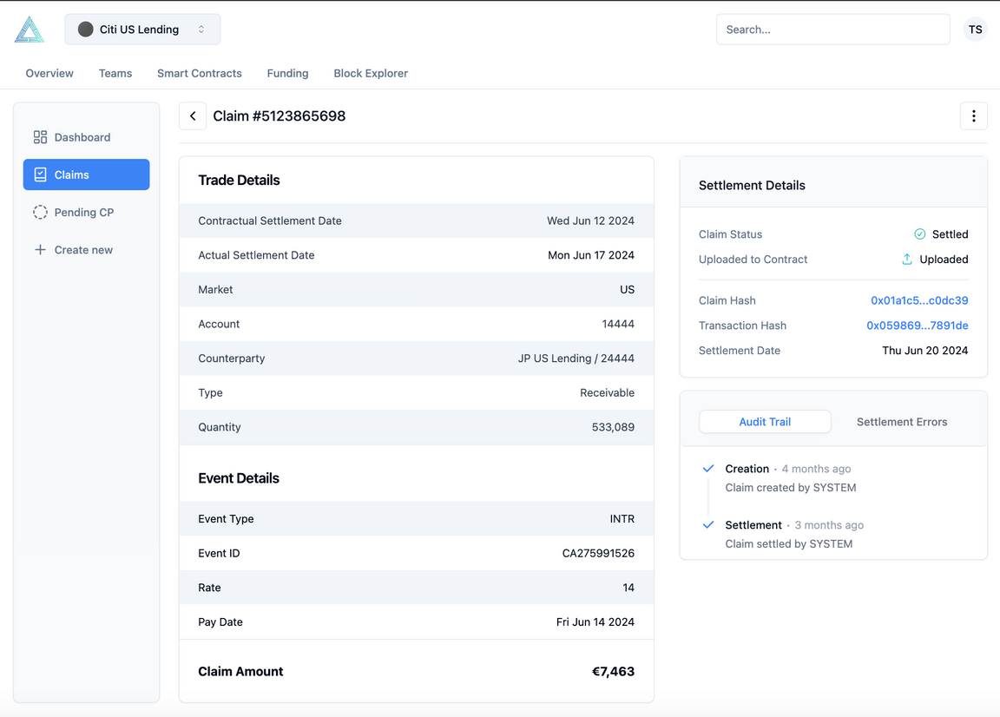 Citi US Lending
Search...
TS
Overview
Teams
Smart Contracts
Funding
Block Explorer
Dashboard
Claims
Pending CP
Create new
Claim #5123865698
Trade Details
Contractual Settlement Date Wed Jun 12 2024
Actual Settlement Date Mon Jun 17 2024
Market US
Account 14444
Counterparty JP US Lending / 24444
Type Receivable
Quantity 533,089
Event Details
Event Type INTR
Event ID CA275991526
Rate 14
Pay Date Fri Jun 14 2024
Claim Amount €7,463
Settlement Details
Claim Status Settled
Uploaded to Contract Uploaded
Claim Hash 0x01a1c5...c0dc39
Transaction Hash 0x059869...7891de
Settlement Date Thu Jun 20 2024
Audit Trail
Settlement Errors
Creation · 4 months ago
Claim created by SYSTEM
Settlement · 3 months ago
Claim settled by SYSTEM